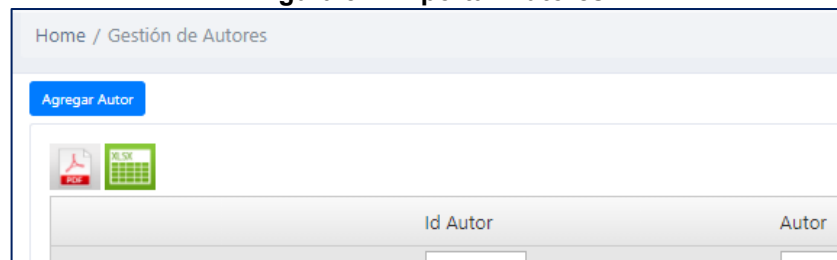 Home / Gestión de Autores
Agregar Autor
PDF XLSX
Id Autor Autor